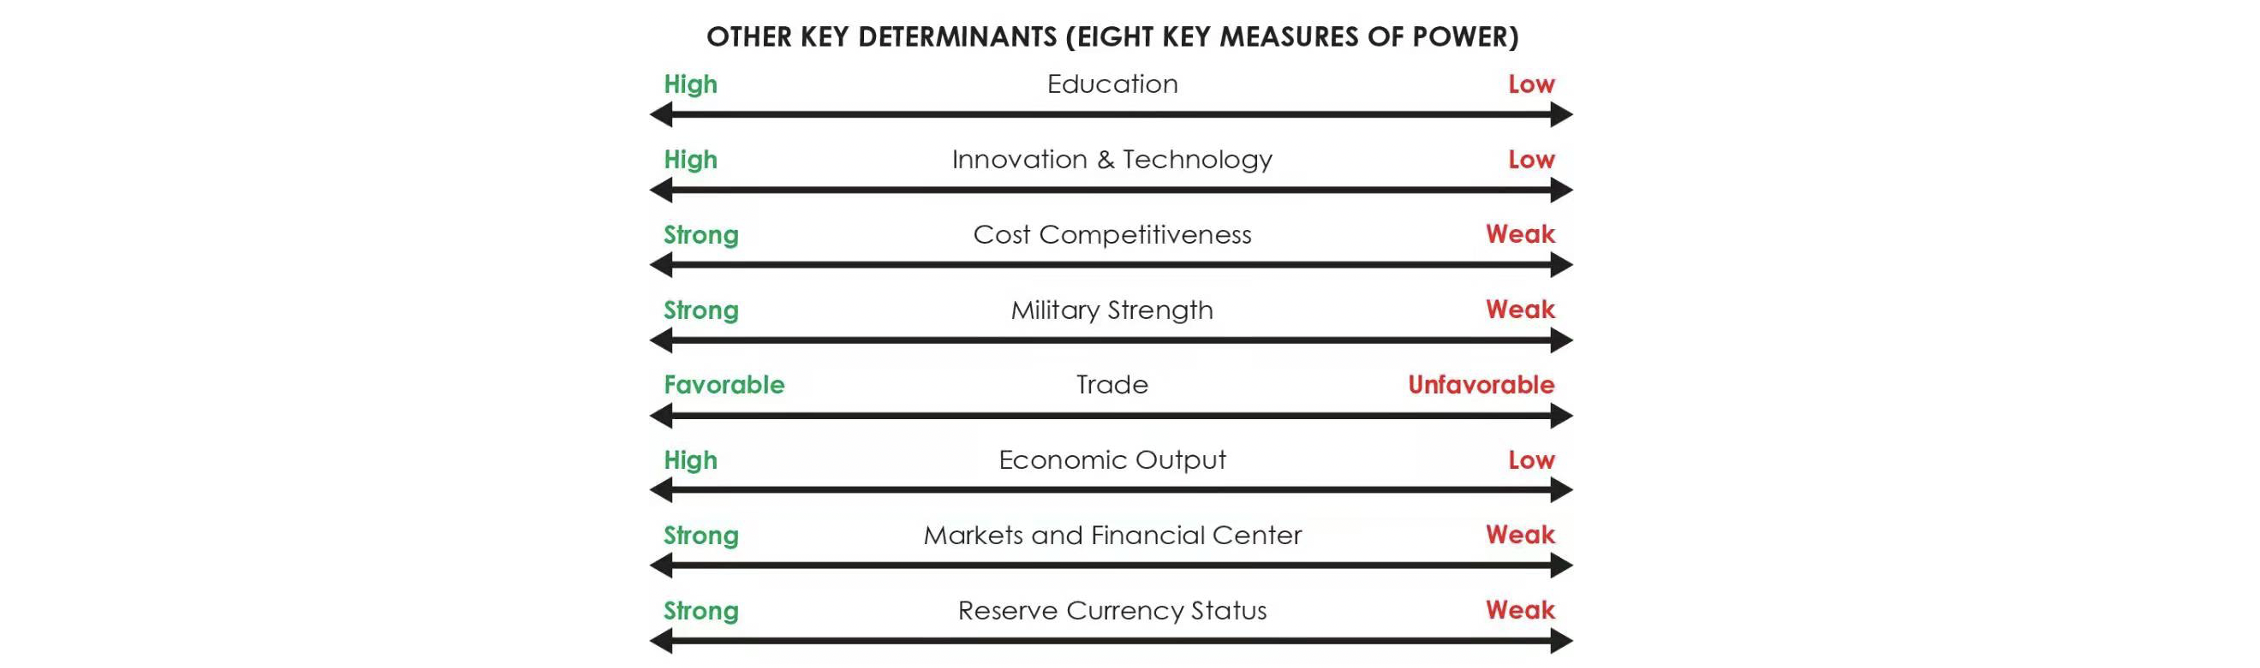 OTHER KEY DETERMINANTS (EIGHT KEY MEASURES OF POWER)
High Education Low
High Innovation & Technology Low
Strong Cost Competitiveness Weak
Strong Military Strength Weak
Favorable Trade Unfavorable
High Economic Output Low
Strong Markets and Financial Center Weak
Strong Reserve Currency Status Weak